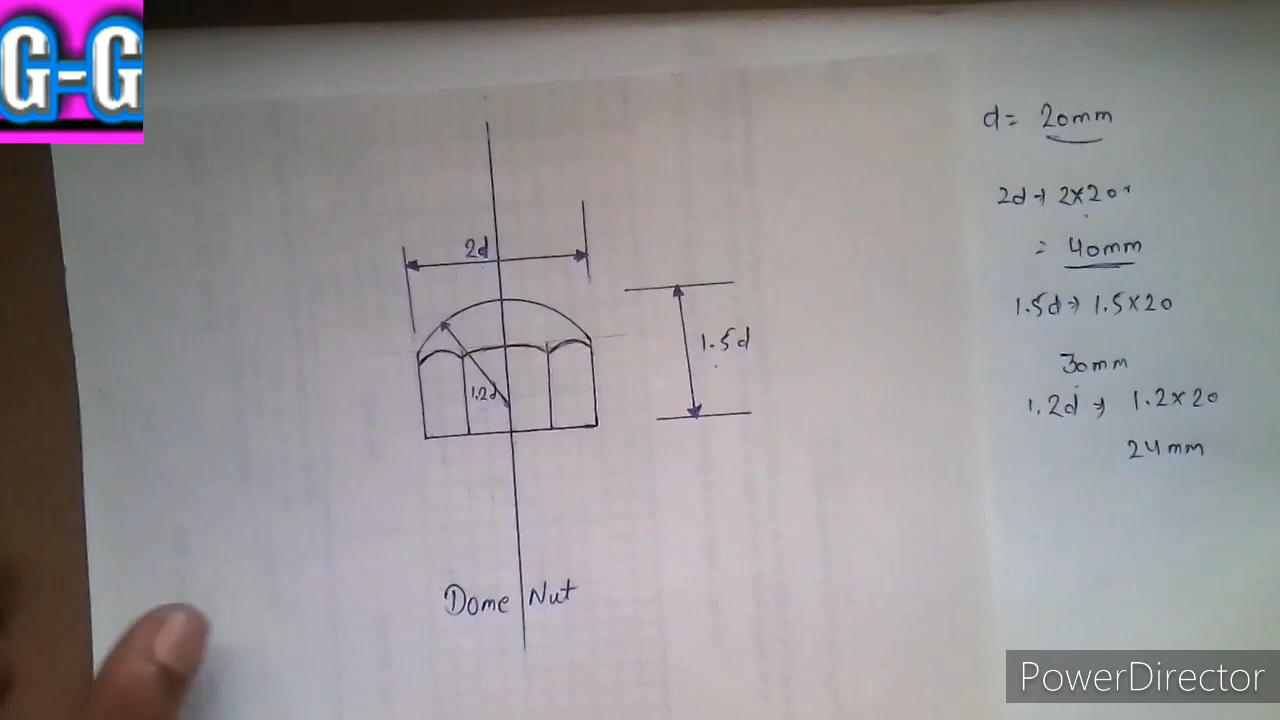 G-G
d = 20mm
2d → 2×20
= 40mm
1.5d → 1.5×20
30mm
1.2d → 1.2×20
24mm
2d
1.5d
1.2d
Dome Nut
PowerDirector